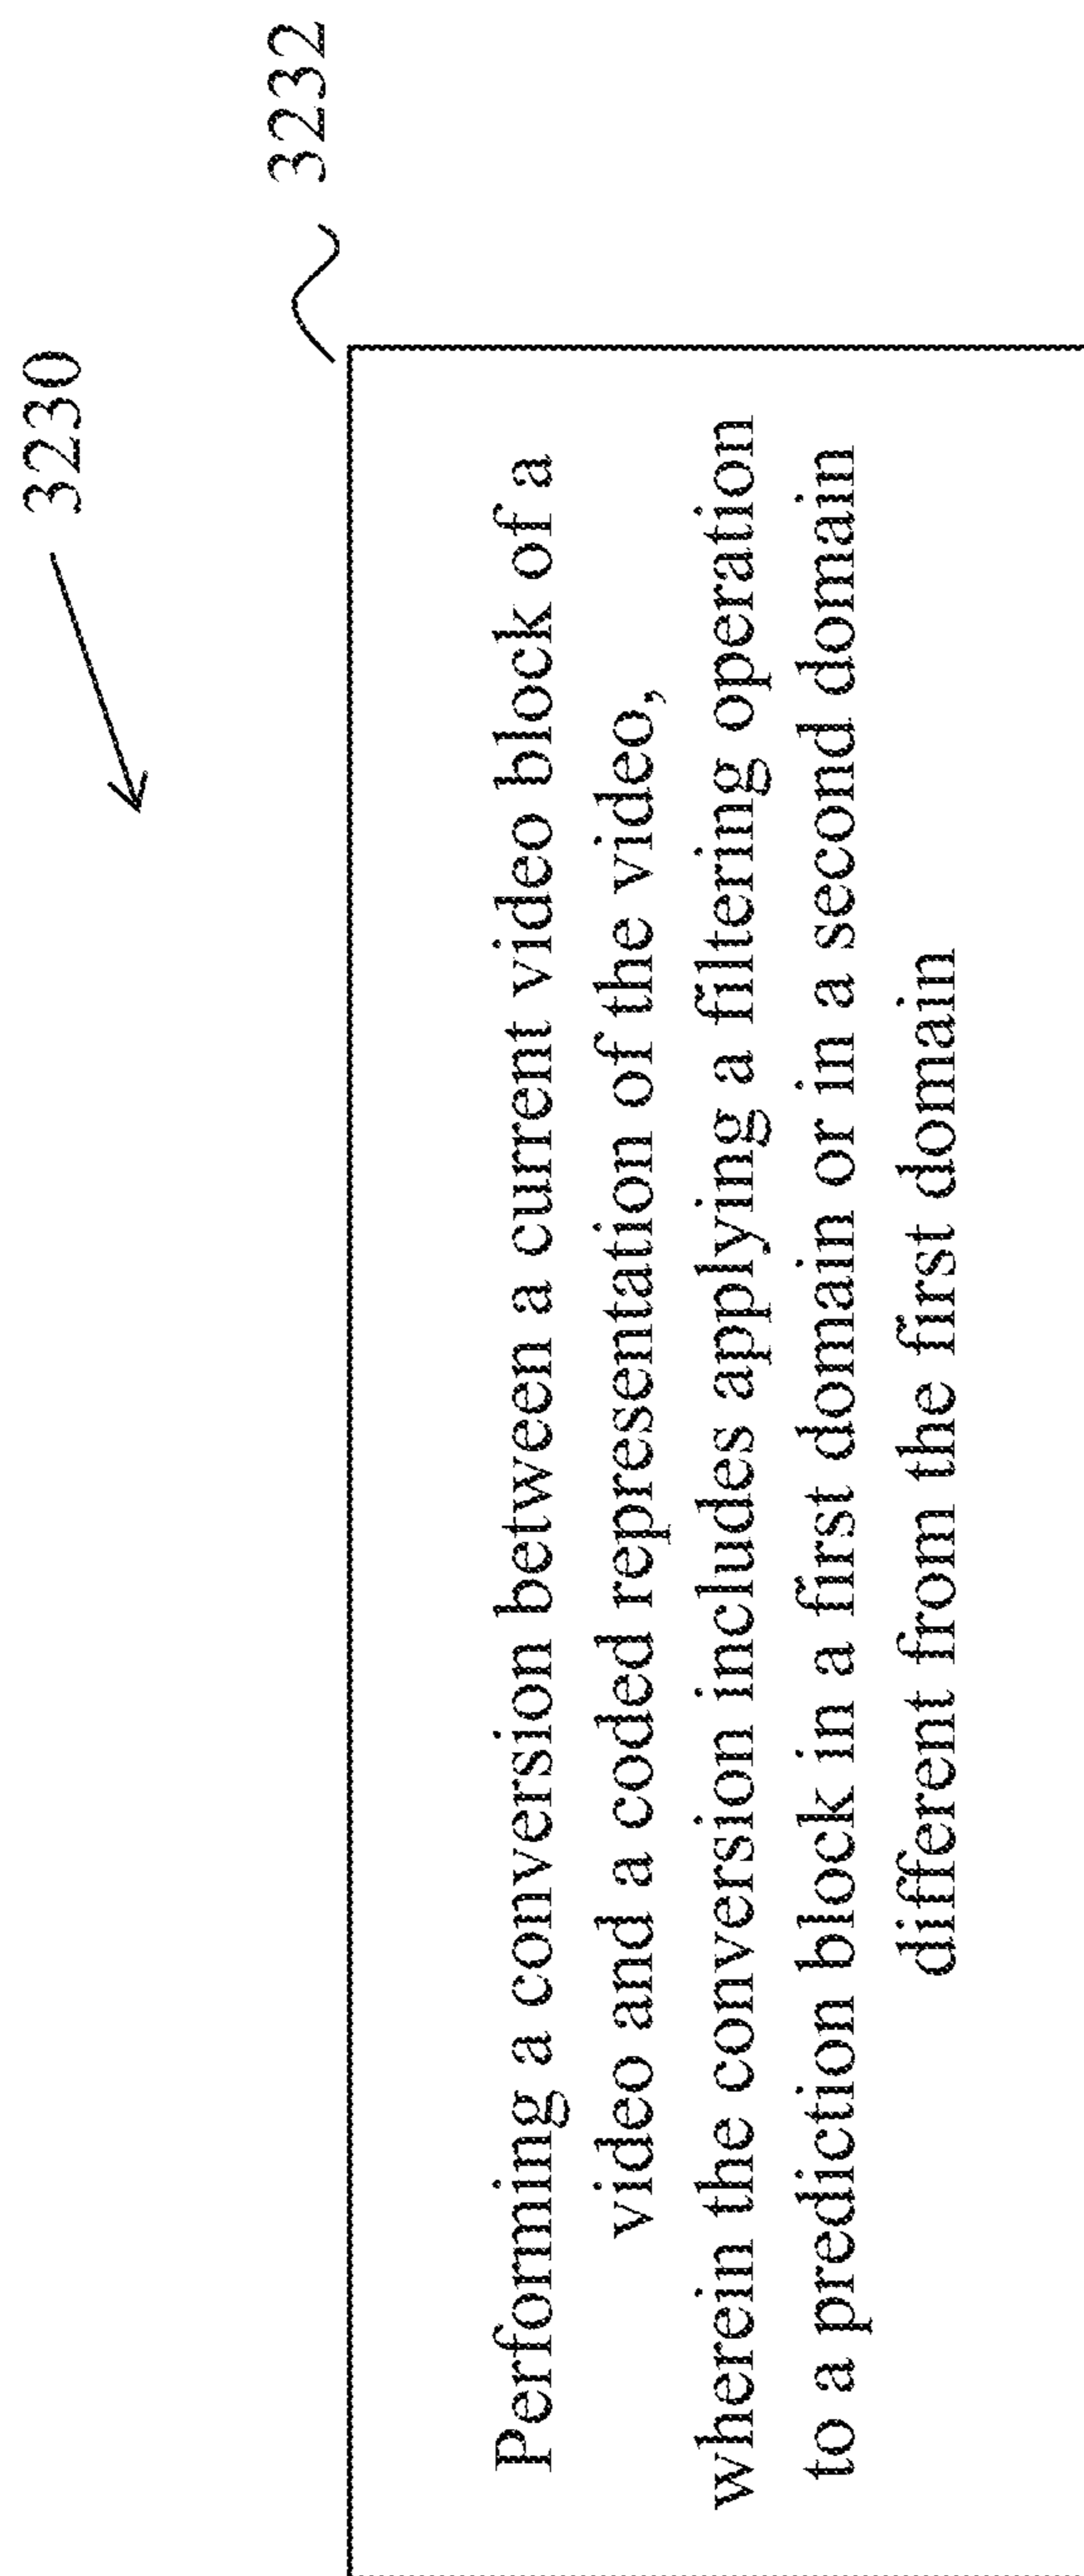 3230
3232
Performing a conversion between a current video block of a
video and a coded representation of the video,
wherein the conversion includes applying a filtering operation
to a prediction block in a first domain or in a second domain
different from the first domain